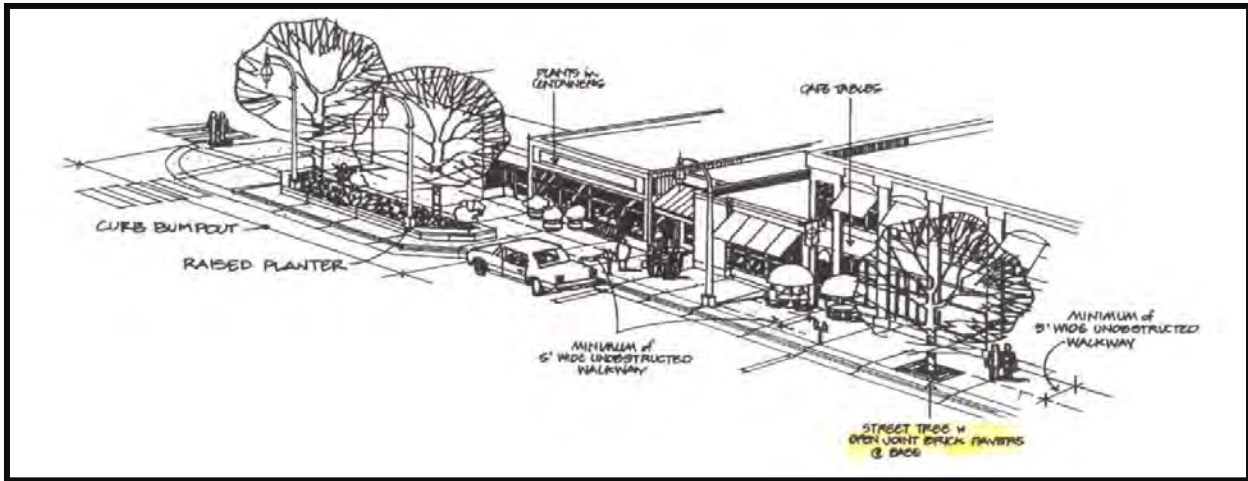 PLANTS in
CONTAINERS
CAFE TABLES
CURB BUMPOUT
RAISED PLANTER
MINIMUM of
5' WIDE UNOBSTRUCTED
WALKWAY
MINIMUM of
5' WIDE UNOBSTRUCTED
WALKWAY
STREET TREE W
OPEN JOINT BRICK PAVERS
@ BASE